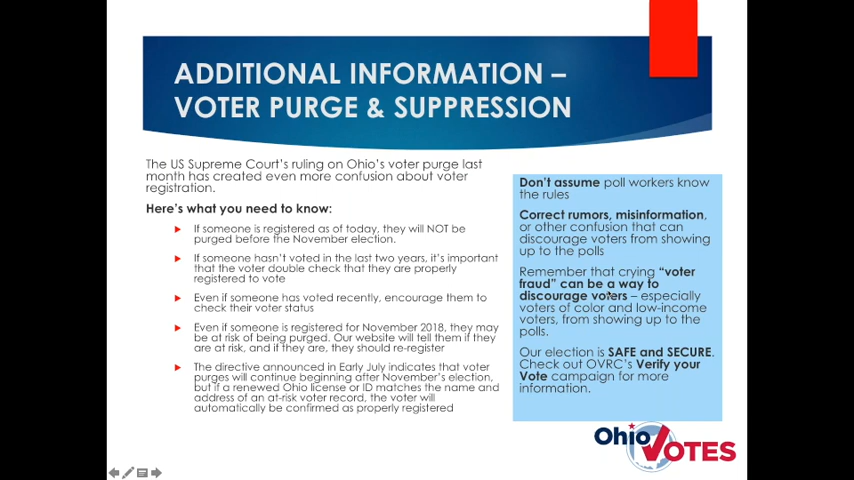 ADDITIONAL INFORMATION –
VOTER PURGE & SUPPRESSION
The US Supreme Court's ruling on Ohio's voter purge last
month has created even more confusion about voter
registration.
Here's what you need to know:
If someone is registered as of today, they will NOT be
purged before the November election.
If someone hasn't voted in the last two years, it's important
that the voter double check that they are properly
registered to vote
Even if someone has voted recently, encourage them to
check their voter status
Even if someone is registered for November 2018, they may
be at risk of being purged. Our website will tell them if they
are at risk, and if they are, they should re-register
The directive announced in Early July indicates that voter
purges will continue beginning after November's election,
but if a renewed Ohio license or ID matches the name and
address of an at-risk voter record, the voter will
automatically be confirmed as properly registered
Don't assume poll workers know
the rules
Correct rumors, misinformation,
or other confusion that can
discourage voters from showing
up to the polls
Remember that crying "voter
fraud" can be a way to
discourage voters – especially
voters of color and low-income
voters, from showing up to the
polls.
Our election is SAFE and SECURE.
Check out OVRC's Verify your
Vote campaign for more
information.
Ohio VOTES